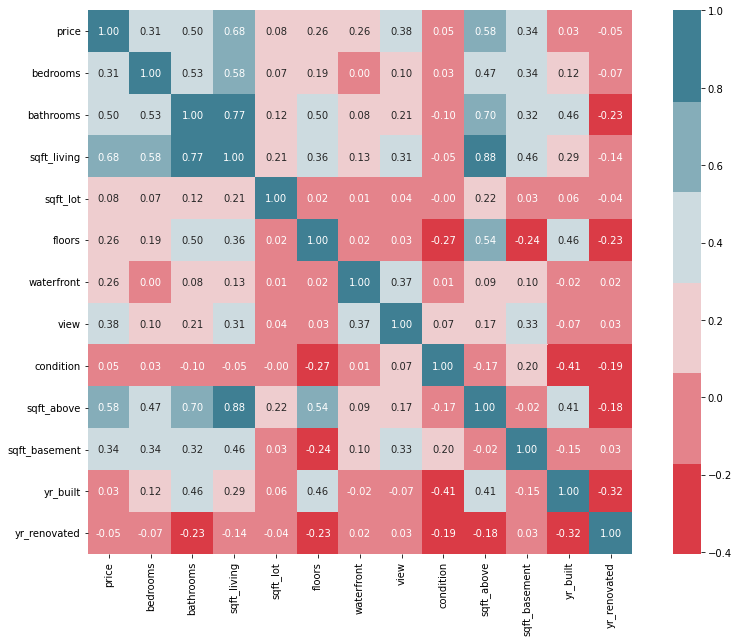 price 1.00 0.31 0.50 0.68 0.08 0.26 0.26 0.38 0.05 0.58 0.34 0.03 -0.05
bedrooms 0.31 1.00 0.53 0.58 0.07 0.19 0.00 0.10 0.03 0.47 0.34 0.12 -0.07
bathrooms 0.50 0.53 1.00 0.77 0.12 0.50 0.08 0.21 -0.10 0.70 0.32 0.46 -0.23
sqft_living 0.68 0.58 0.77 1.00 0.21 0.36 0.13 0.31 -0.05 0.88 0.46 0.29 -0.14
sqft_lot 0.08 0.07 0.12 0.21 1.00 0.02 0.01 0.04 -0.00 0.22 0.03 0.06 -0.04
floors 0.26 0.19 0.50 0.36 0.02 1.00 0.02 0.03 -0.27 0.54 -0.24 0.46 -0.23
waterfront 0.26 0.00 0.08 0.13 0.01 0.02 1.00 0.37 0.01 0.09 0.10 -0.02 0.02
view 0.38 0.10 0.21 0.31 0.04 0.03 0.37 1.00 0.07 0.17 0.33 -0.07 0.03
condition 0.05 0.03 -0.10 -0.05 -0.00 -0.27 0.01 0.07 1.00 -0.17 0.20 -0.41 -0.19
sqft_above 0.58 0.47 0.70 0.88 0.22 0.54 0.09 0.17 -0.17 1.00 -0.02 0.41 -0.18
sqft_basement 0.34 0.34 0.32 0.46 0.03 -0.24 0.10 0.33 0.20 -0.02 1.00 -0.15 0.03
yr_built 0.03 0.12 0.46 0.29 0.06 0.46 -0.02 -0.07 -0.41 0.41 -0.15 1.00 -0.32
yr_renovated -0.05 -0.07 -0.23 -0.14 -0.04 -0.23 0.02 0.03 -0.19 -0.18 0.03 -0.32 1.00
price
bedrooms
bathrooms
sqft_living
sqft_lot
floors
waterfront
view
condition
sqft_above
sqft_basement
yr_built
yr_renovated
1.0
0.8
0.6
0.4
0.2
0.0
−0.2
−0.4